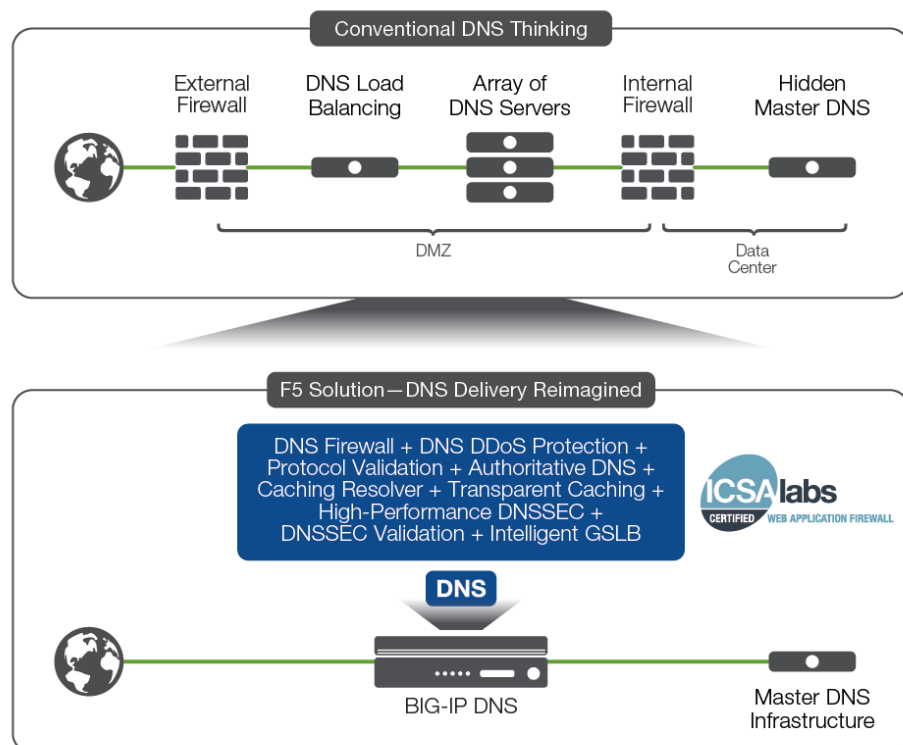 Conventional DNS Thinking
External
Firewall
DNS Load
Balancing
Array of
DNS Servers
Internal
Firewall
Hidden
Master DNS
DMZ
Data
Center
F5 Solution—DNS Delivery Reimagined
DNS Firewall + DNS DDoS Protection +
Protocol Validation + Authoritative DNS +
Caching Resolver + Transparent Caching +
High-Performance DNSSEC +
DNSSEC Validation + Intelligent GSLB
ICSAlabs
CERTIFIED WEB APPLICATION FIREWALL
DNS
BIG-IP DNS
Master DNS
Infrastructure